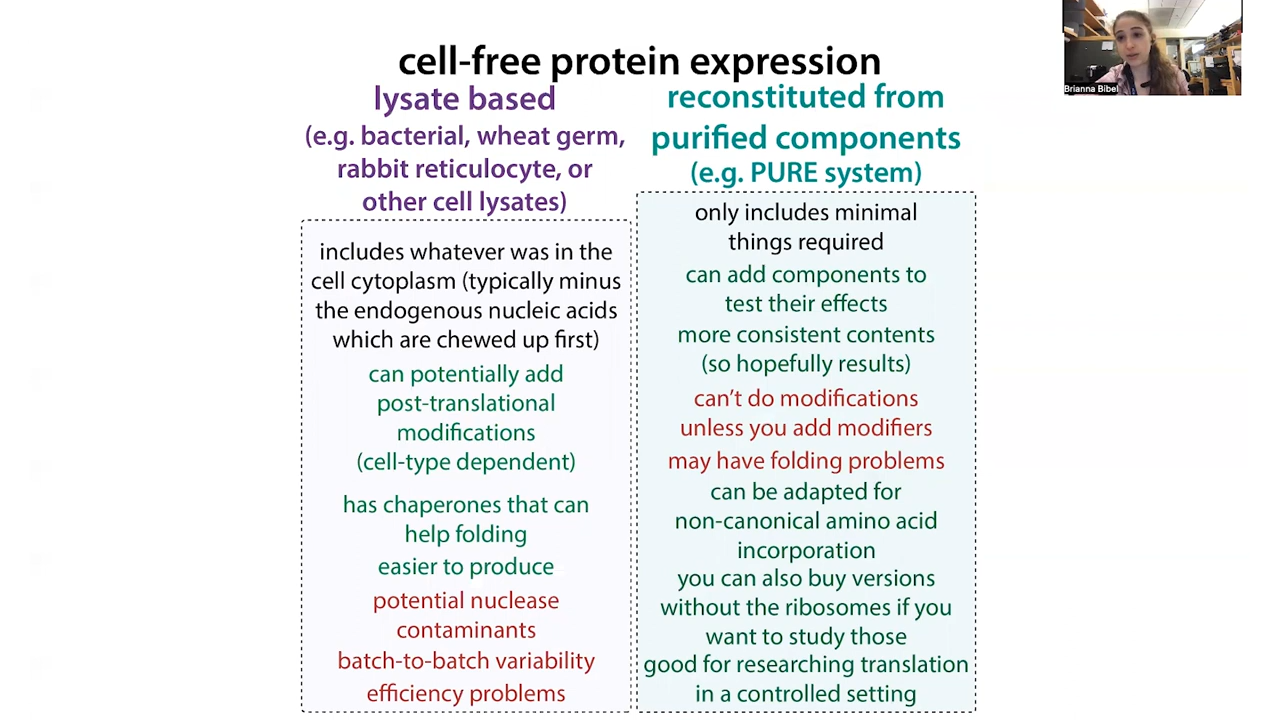 cell-free protein expression
lysate based
(e.g. bacterial, wheat germ,
rabbit reticulocyte, or
other cell lysates)
includes whatever was in the
cell cytoplasm (typically minus
the endogenous nucleic acids
which are chewed up first)
can potentially add
post-translational
modifications
(cell-type dependent)
has chaperones that can
help folding
easier to produce
potential nuclease
contaminants
batch-to-batch variability
efficiency problems
reconstituted from
purified components
(e.g. PURE system)
only includes minimal
things required
can add components to
test their effects
more consistent contents
(so hopefully results)
can't do modifications
unless you add modifiers
may have folding problems
can be adapted for
non-canonical amino acid
incorporation
you can also buy versions
without the ribosomes if you
want to study those
good for researching translation
in a controlled setting
Brianna Bibel